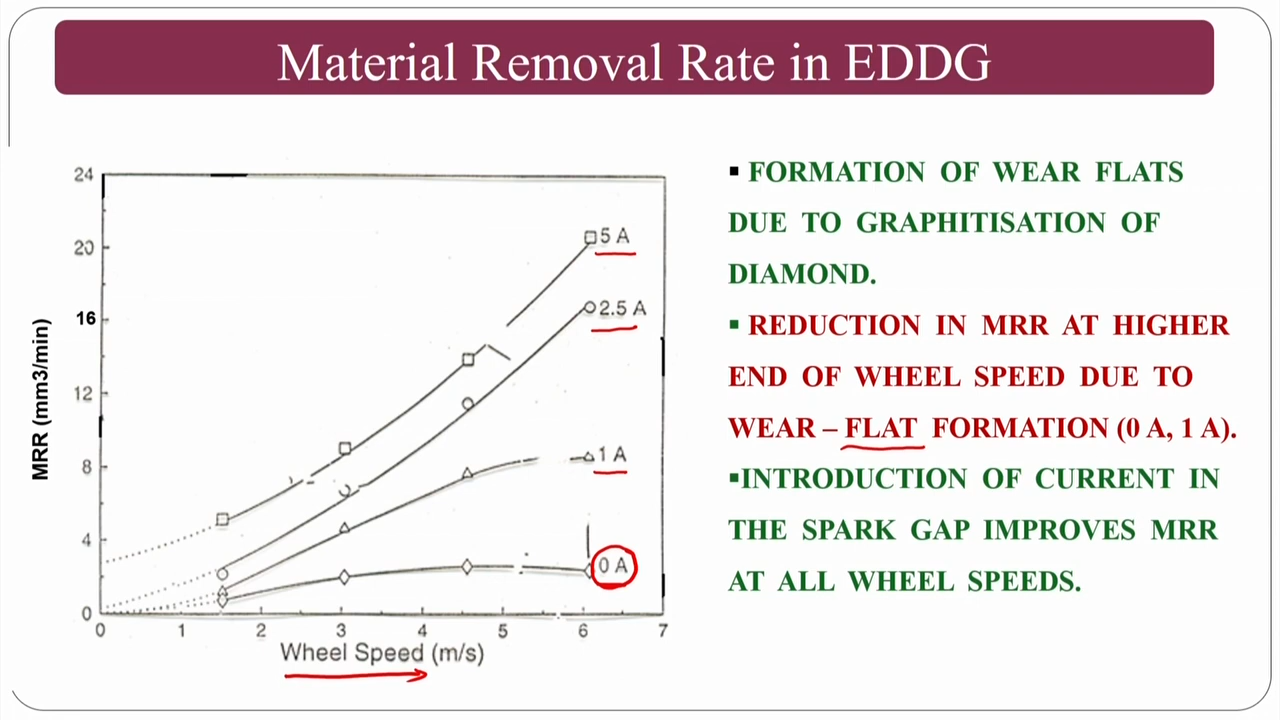 Material Removal Rate in EDDG
24
20
16
12
8
4
0
MRR (mm3/min)
5 A
2.5 A
1 A
0 A
0 1 2 3 4 5 6 7
Wheel Speed (m/s)
▪ FORMATION OF WEAR FLATS
DUE TO GRAPHITISATION OF
DIAMOND.
▪ REDUCTION IN MRR AT HIGHER
END OF WHEEL SPEED DUE TO
WEAR – FLAT FORMATION (0 A, 1 A).
▪INTRODUCTION OF CURRENT IN
THE SPARK GAP IMPROVES MRR
AT ALL WHEEL SPEEDS.